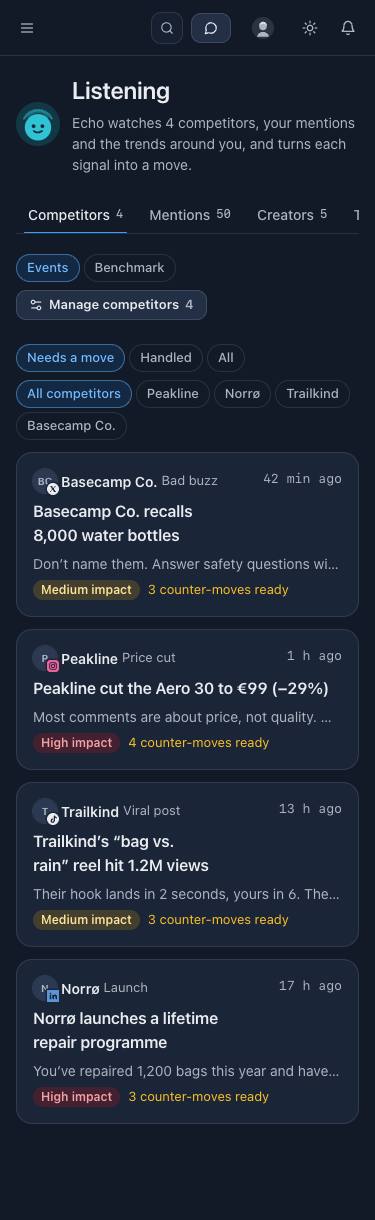 Listening
Echo watches 4 competitors, your mentions
and the trends around you, and turns each
signal into a move.
Competitors 4 Mentions 50 Creators 5 T
Events Benchmark
Manage competitors 4
Needs a move Handled All
All competitors Peakline Norrø Trailkind
Basecamp Co.
Basecamp Co. Bad buzz 42 min ago
Basecamp Co. recalls
8,000 water bottles
Don’t name them. Answer safety questions wi…
Medium impact 3 counter-moves ready
P Peakline Price cut 1 h ago
Peakline cut the Aero 30 to €99 (−29%)
Most comments are about price, not quality. …
High impact 4 counter-moves ready
T Trailkind Viral post 13 h ago
Trailkind’s “bag vs.
rain” reel hit 1.2M views
Their hook lands in 2 seconds, yours in 6. The…
Medium impact 3 counter-moves ready
N Norrø Launch 17 h ago
Norrø launches a lifetime
repair programme
You’ve repaired 1,200 bags this year and have…
High impact 3 counter-moves ready